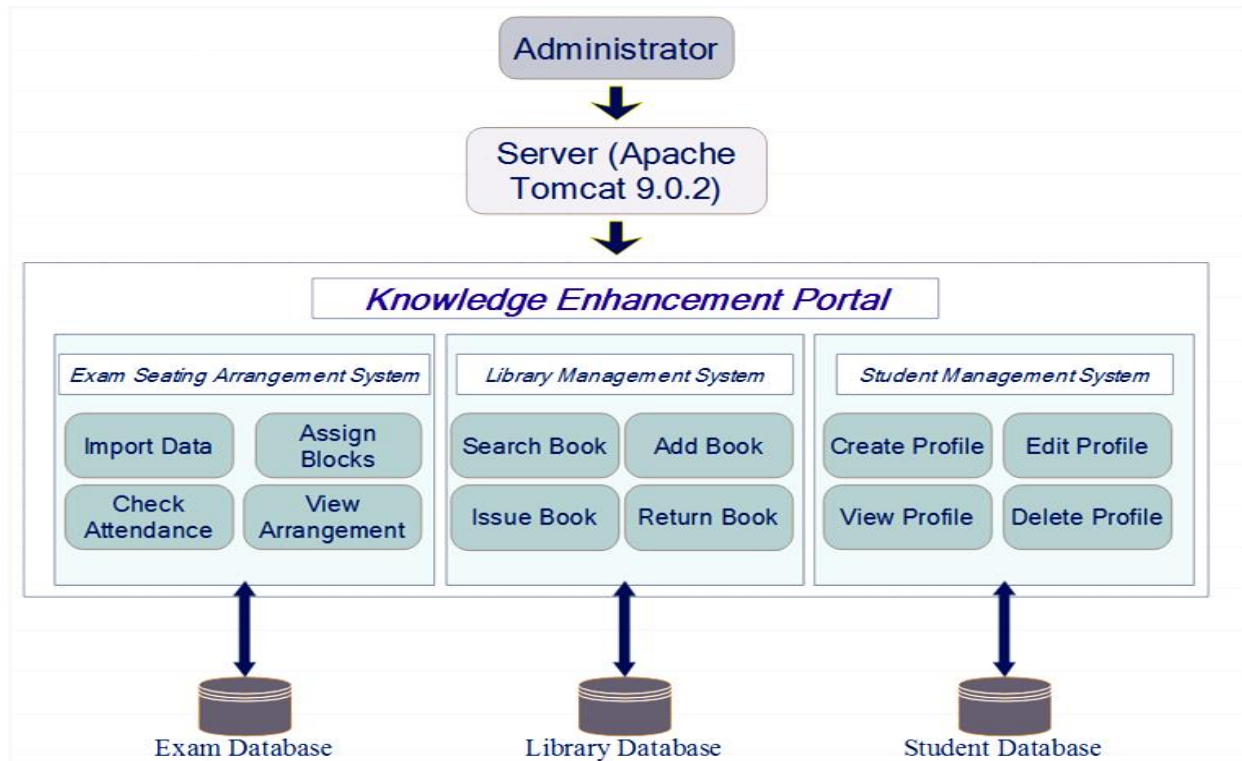 Administrator
Server (Apache
Tomcat 9.0.2)
Knowledge Enhancement Portal
Exam Seating Arrangement System
Import Data
Assign
Blocks
Check
Attendance
View
Arrangement
Library Management System
Search Book
Add Book
Issue Book
Return Book
Student Management System
Create Profile
Edit Profile
View Profile
Delete Profile
Exam Database
Library Database
Student Database